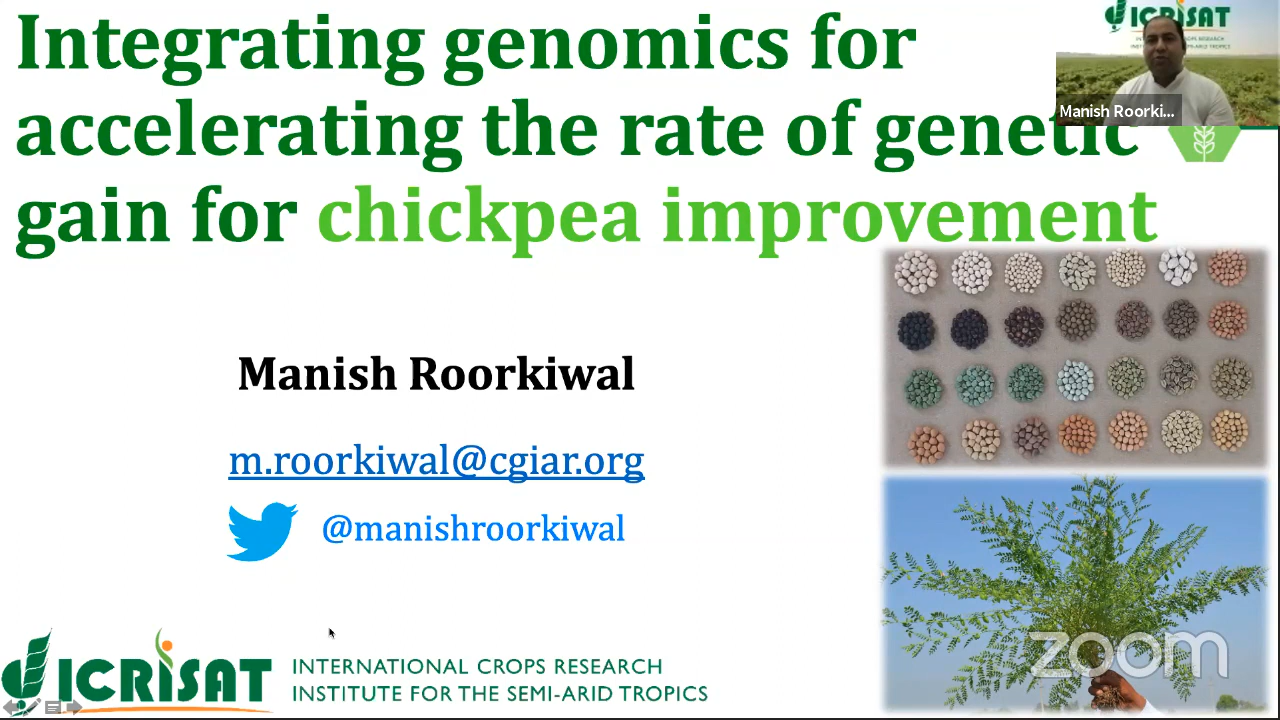 Integrating genomics for
accelerating the rate of genetic
gain for chickpea improvement
ICRISAT
Manish Roorki...
Manish Roorkiwal
m.roorkiwal@cgiar.org
@manishroorkiwal
zoom
ICRISAT
INTERNATIONAL CROPS RESEARCH
INSTITUTE FOR THE SEMI-ARID TROPICS